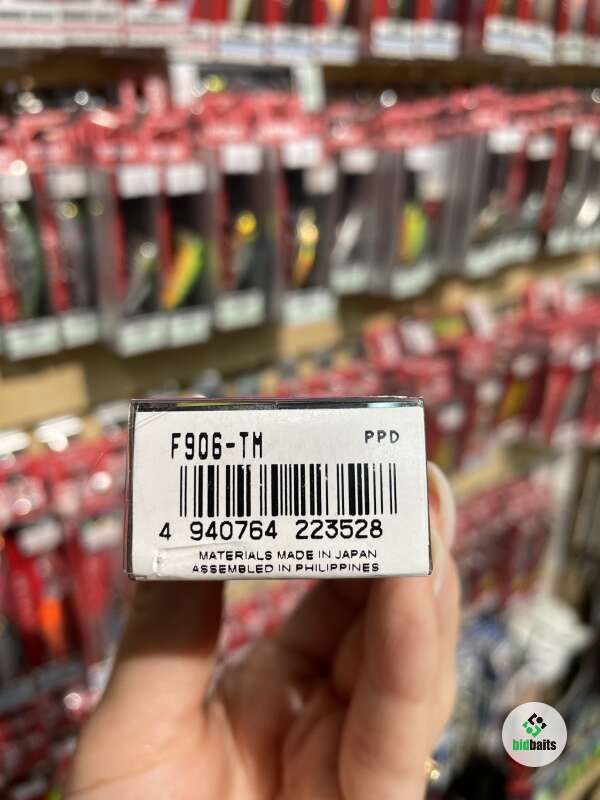 F906-TM PPD
4 940764 223528
MATERIALS MADE IN JAPAN
ASSEMBLED IN PHILIPPINES
bidbaits